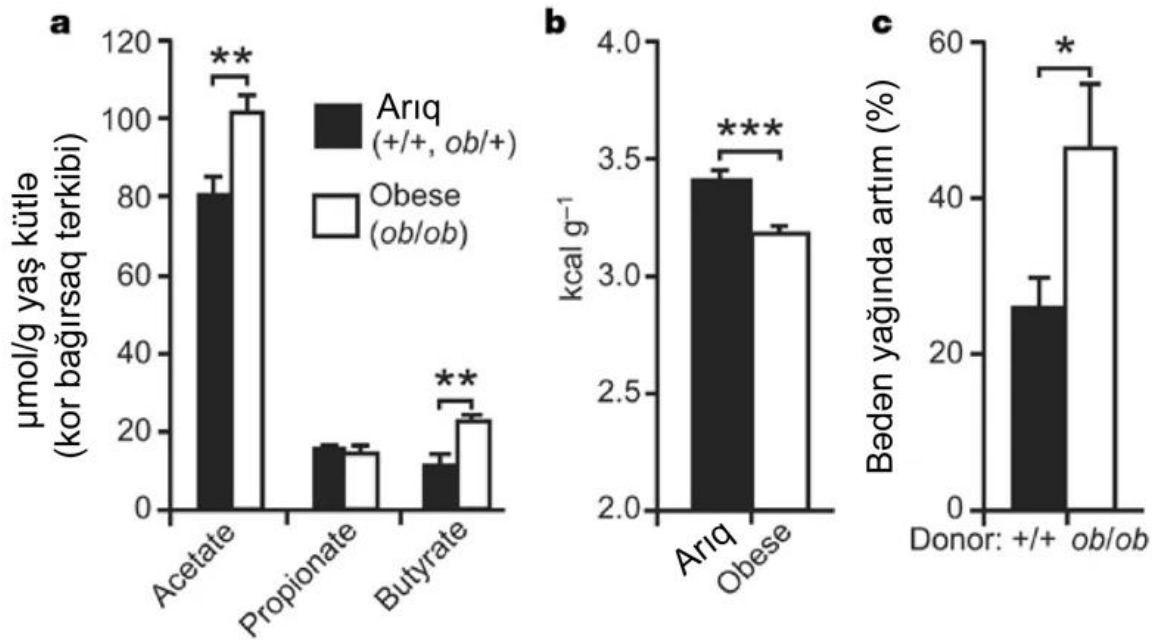 a
µmol/g yaş kütlə
(kor bağırsaq tərkibi)
120
100
80
60
40
20
0
**
**
Acetate
Propionate
Butyrate
Arıq
(+/+, ob/+)
Obese
(ob/ob)
b
kcal g⁻¹
4.0
3.5
3.0
2.5
2.0
***
Arıq
Obese
c
Bədən yağında artım (%)
60
40
20
0
*
Donor: +/+ ob/ob